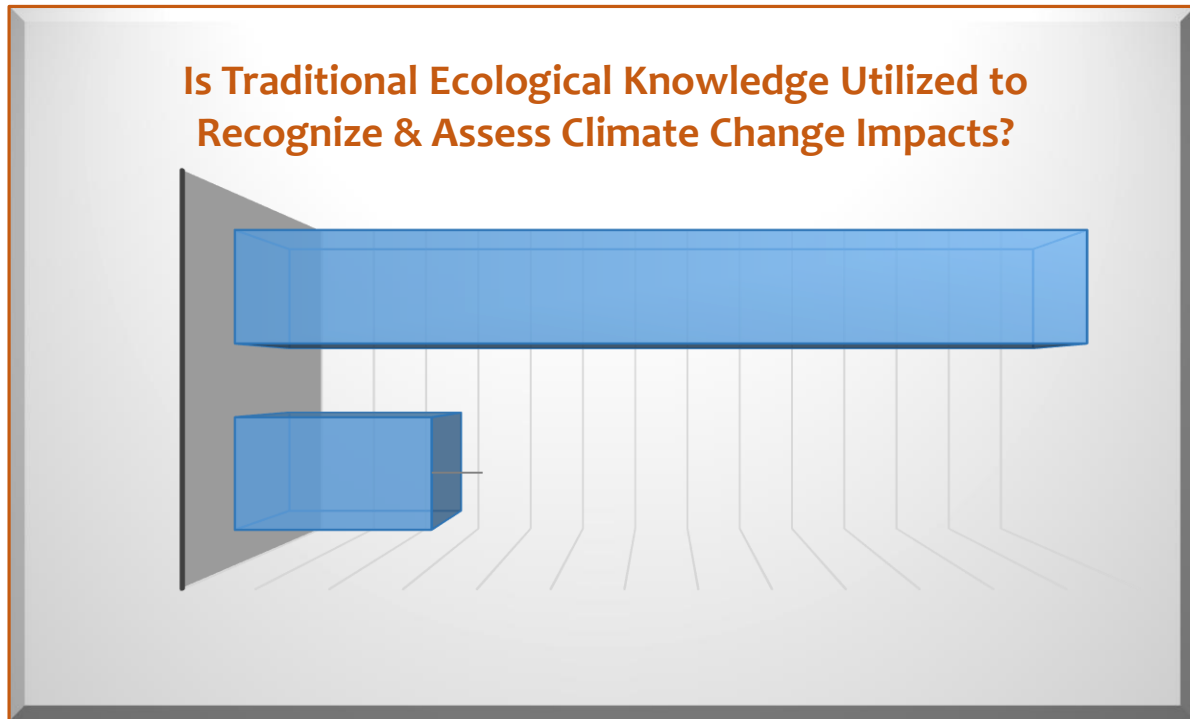 Is Traditional Ecological Knowledge Utilized to
Recognize & Assess Climate Change Impacts?